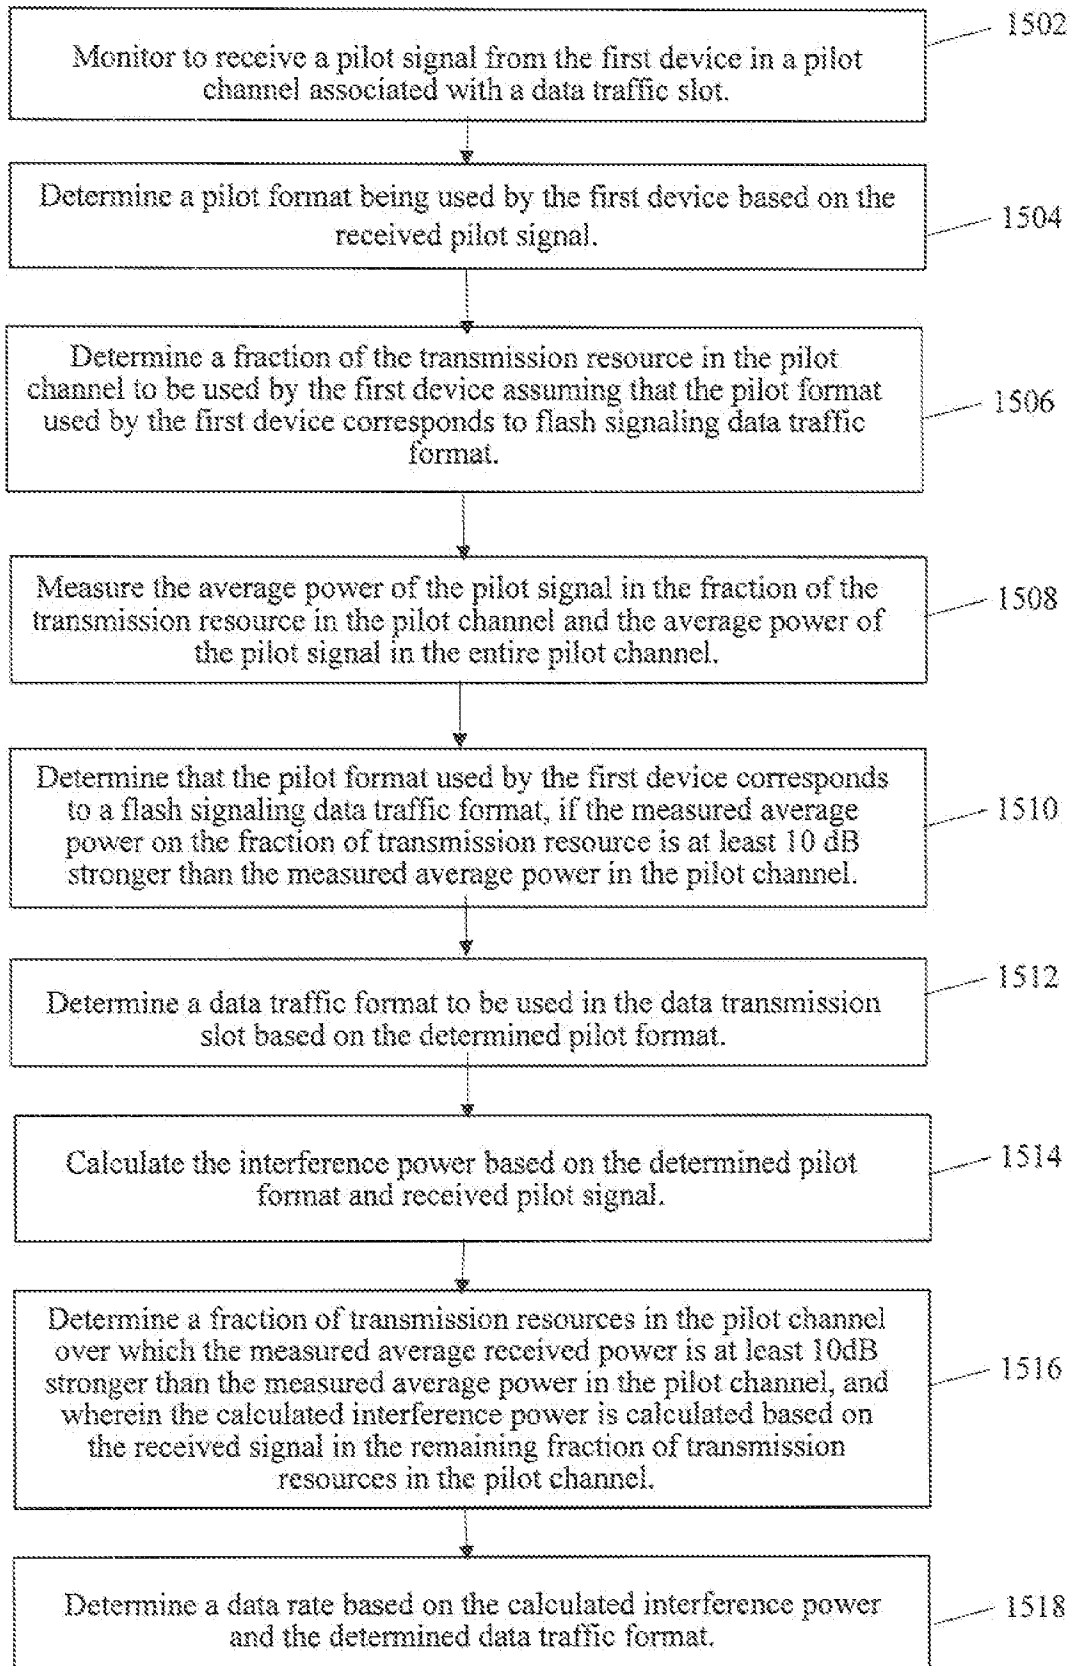 1502
Monitor to receive a pilot signal from the first device in a pilot
channel associated with a data traffic slot.
Determine a pilot format being used by the first device based on the
received pilot signal.
1504
Determine a fraction of the transmission resource in the pilot
channel to be used by the first device assuming that the pilot format
used by the first device corresponds to flash signaling data traffic
format.
1506
Measure the average power of the pilot signal in the fraction of the
transmission resource in the pilot channel and the average power of
the pilot signal in the entire pilot channel.
1508
Determine that the pilot format used by the first device corresponds
to a flash signaling data traffic format, if the measured average
power on the fraction of transmission resource is at least 10 dB
stronger than the measured average power in the pilot channel.
1510
Determine a data traffic format to be used in the data transmission
slot based on the determined pilot format.
1512
Calculate the interference power based on the determined pilot
format and received pilot signal.
1514
Determine a fraction of transmission resources in the pilot channel
over which the measured average received power is at least 10dB
stronger than the measured average power in the pilot channel, and
wherein the calculated interference power is calculated based on
the received signal in the remaining fraction of transmission
resources in the pilot channel.
1516
Determine a data rate based on the calculated interference power
and the determined data traffic format.
1518